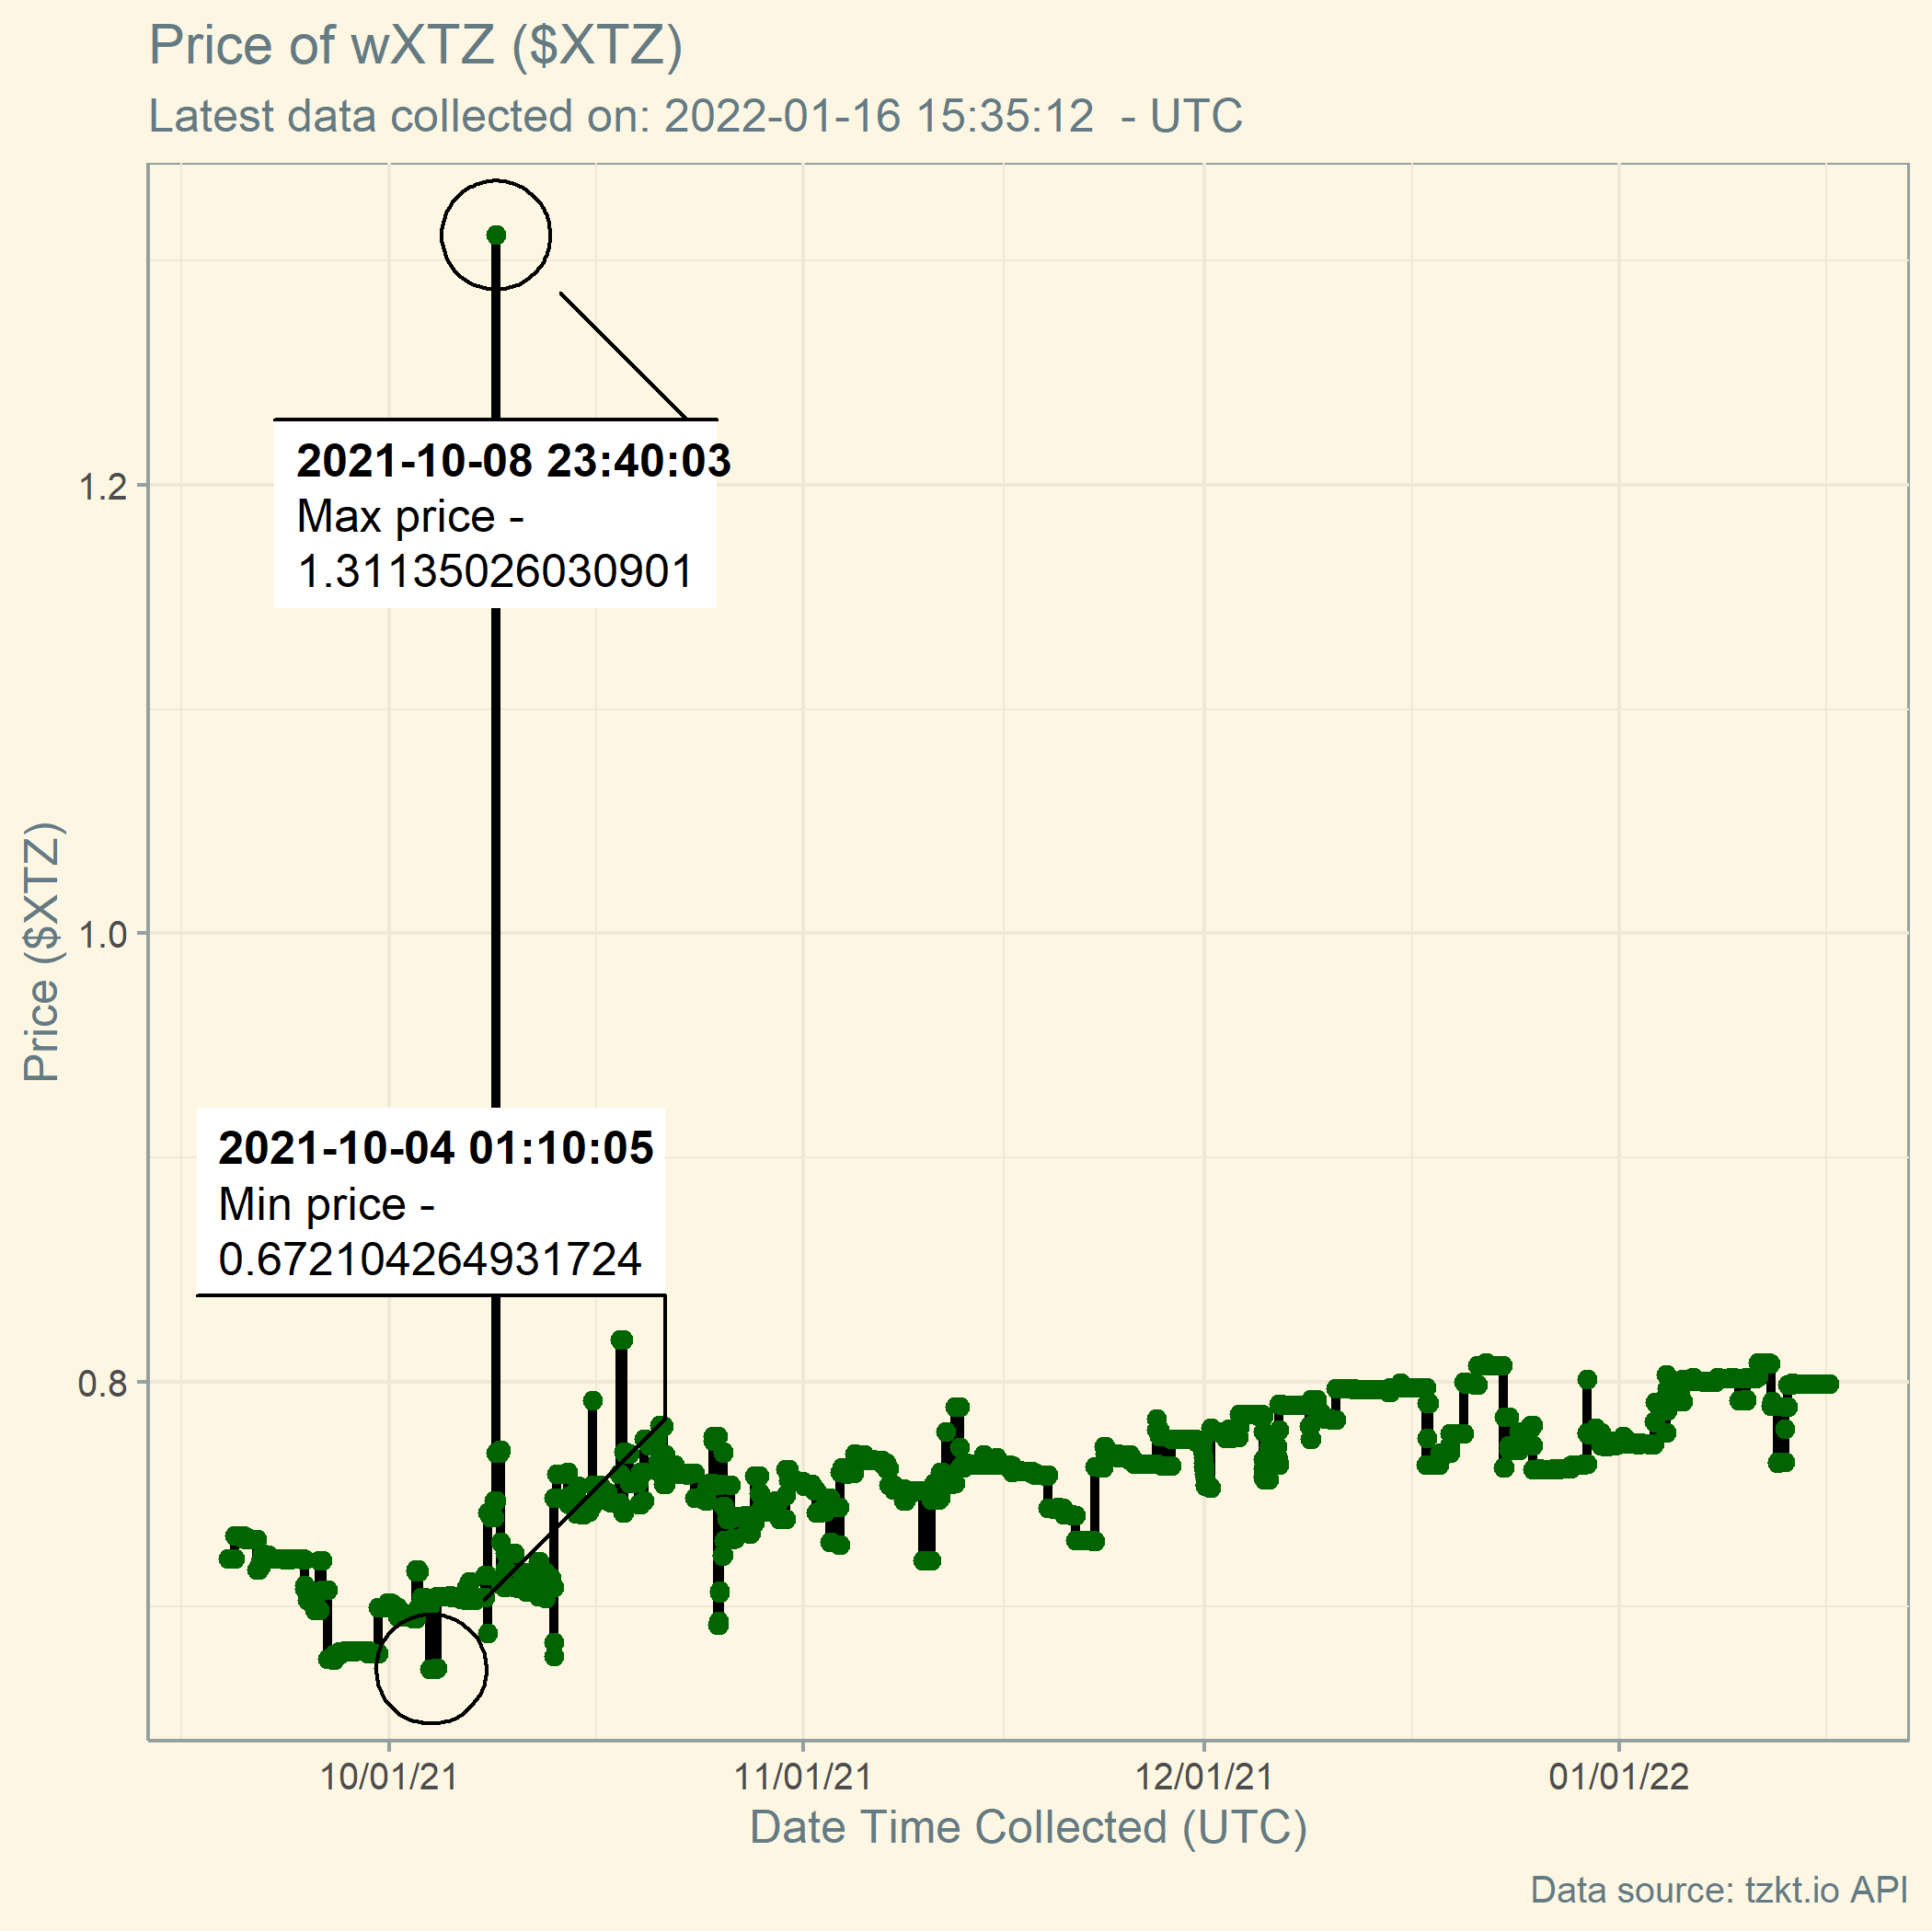 Price of wXTZ ($XTZ)
Latest data collected on: 2022-01-16 15:35:12  - UTC
2021-10-08 23:40:03
Max price -
1.31135026030901
1.2
1.0
Price ($XTZ)
2021-10-04 01:10:05
Min price -
0.672104264931724
0.8
10/01/21
11/01/21
12/01/21
01/01/22
Date Time Collected (UTC)
Data source: tzkt.io API